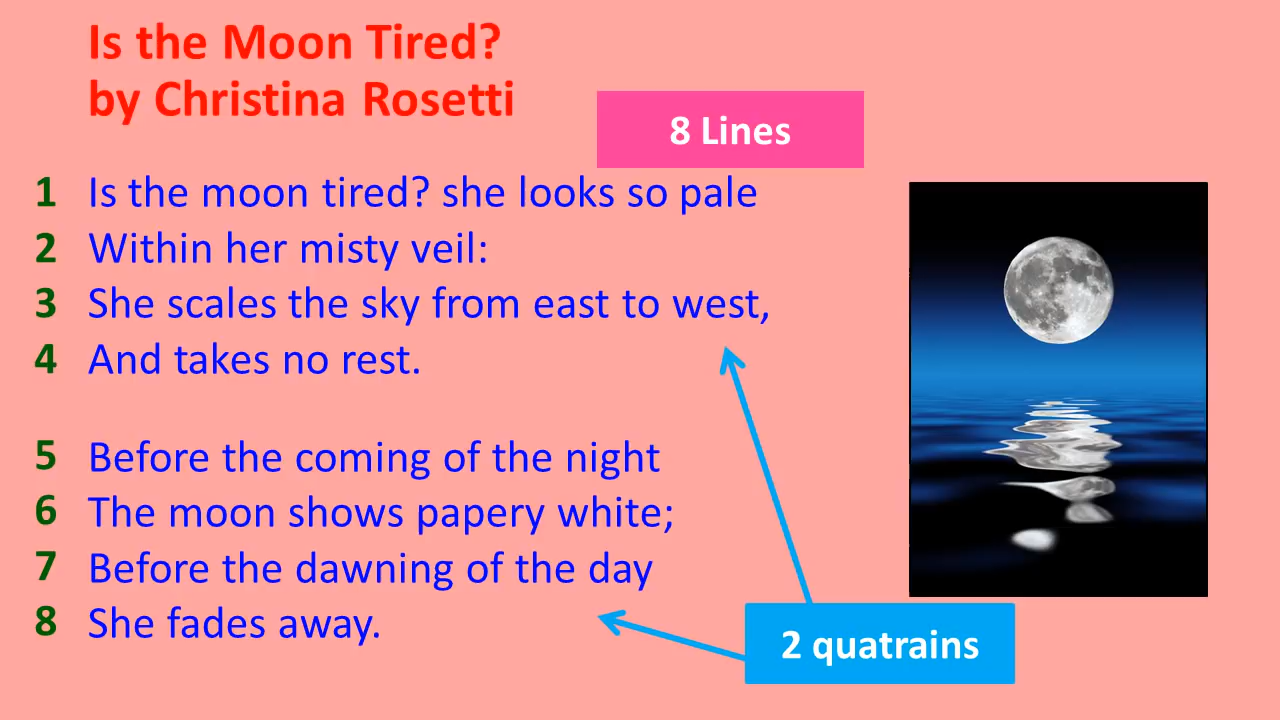 Is the Moon Tired?
by Christina Rosetti
8 Lines
1 Is the moon tired? she looks so pale
2 Within her misty veil:
3 She scales the sky from east to west,
4 And takes no rest.
5 Before the coming of the night
6 The moon shows papery white;
7 Before the dawning of the day
8 She fades away.
2 quatrains